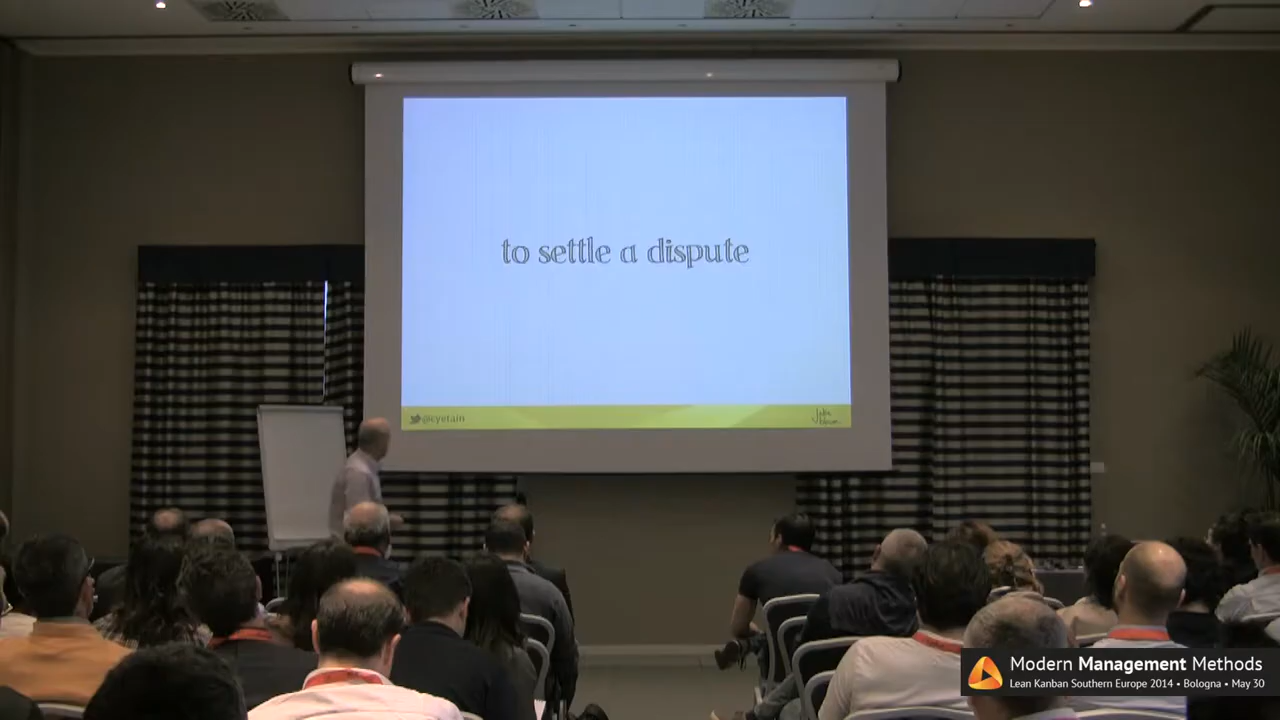 to settle a dispute
@cyetain
Modern Management Methods
Lean Kanban Southern Europe 2014 • Bologna • May 30